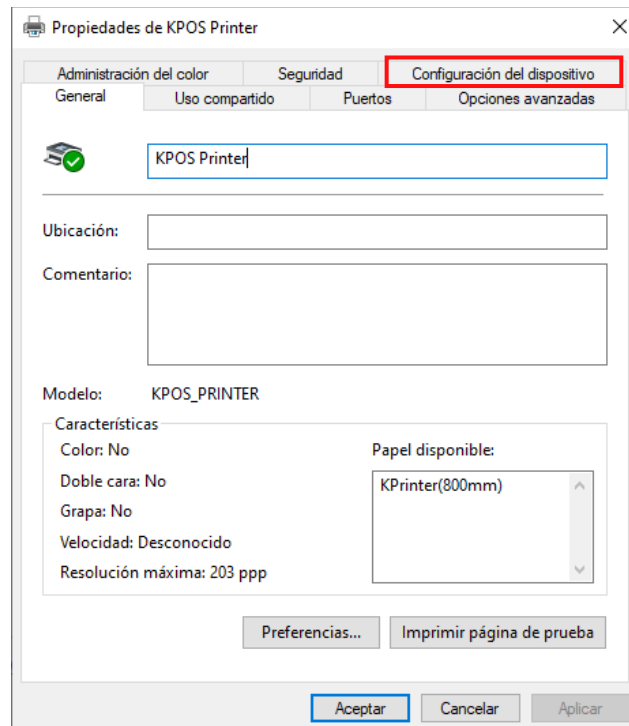 Propiedades de KPOS Printer
Administración del color Seguridad Configuración del dispositivo
General Uso compartido Puertos Opciones avanzadas
KPOS Printer
Ubicación:
Comentario:
Modelo: KPOS_PRINTER
Características
Color: No
Doble cara: No
Grapa: No
Velocidad: Desconocido
Resolución máxima: 203 ppp
Papel disponible:
KPrinter(800mm)
Preferencias... Imprimir página de prueba
Aceptar Cancelar Aplicar